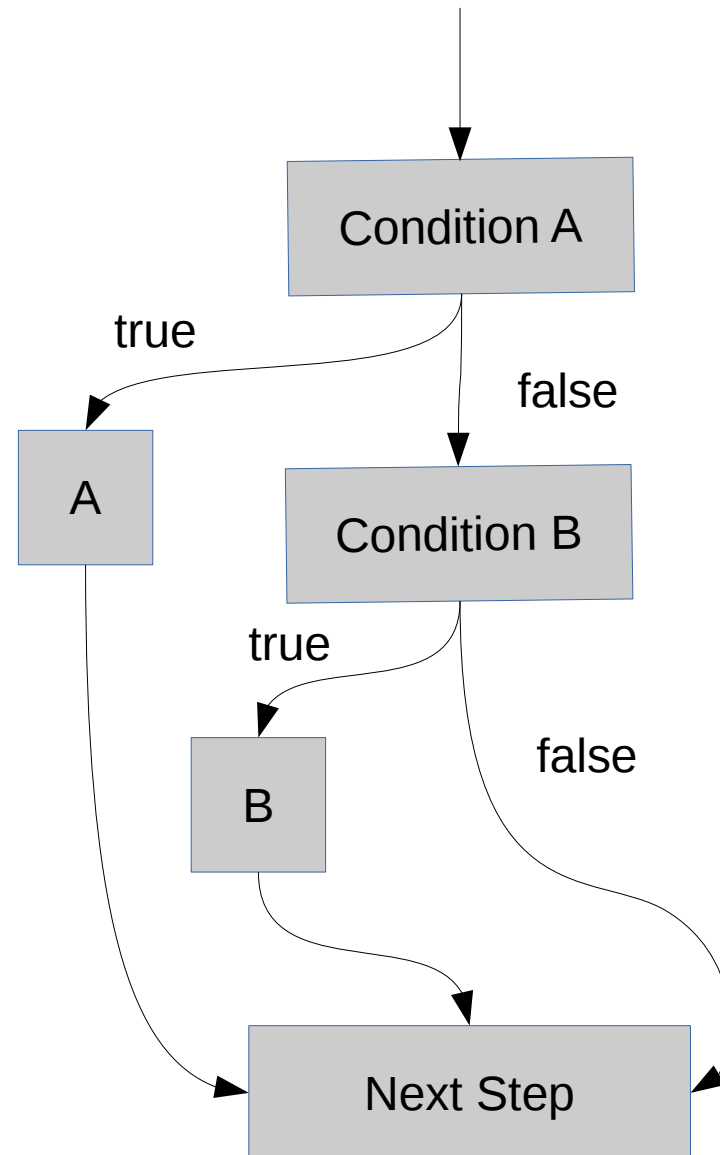 Condition A
true
false
A
Condition B
true
false
B
Next Step